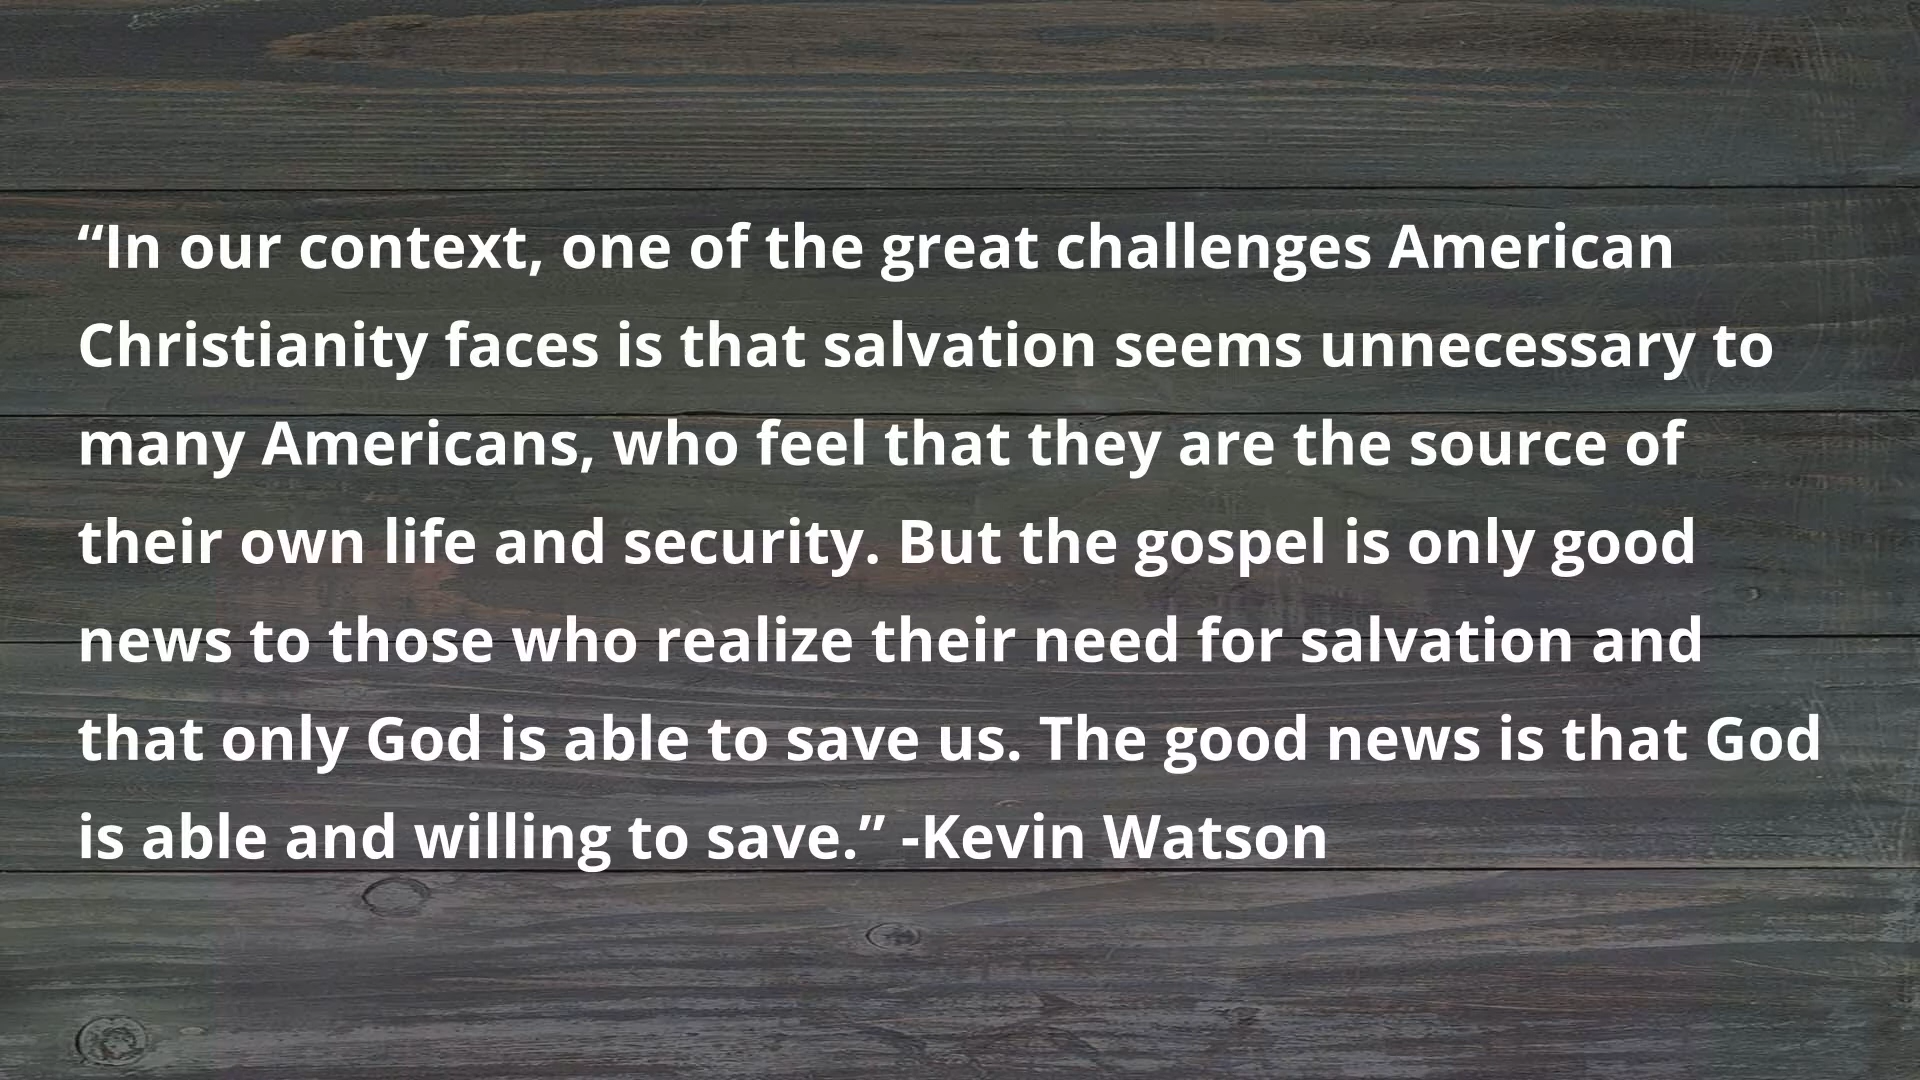 “In our context, one of the great challenges American
Christianity faces is that salvation seems unnecessary to
many Americans, who feel that they are the source of
their own life and security. But the gospel is only good
news to those who realize their need for salvation and
that only God is able to save us. The good news is that God
is able and willing to save.” -Kevin Watson